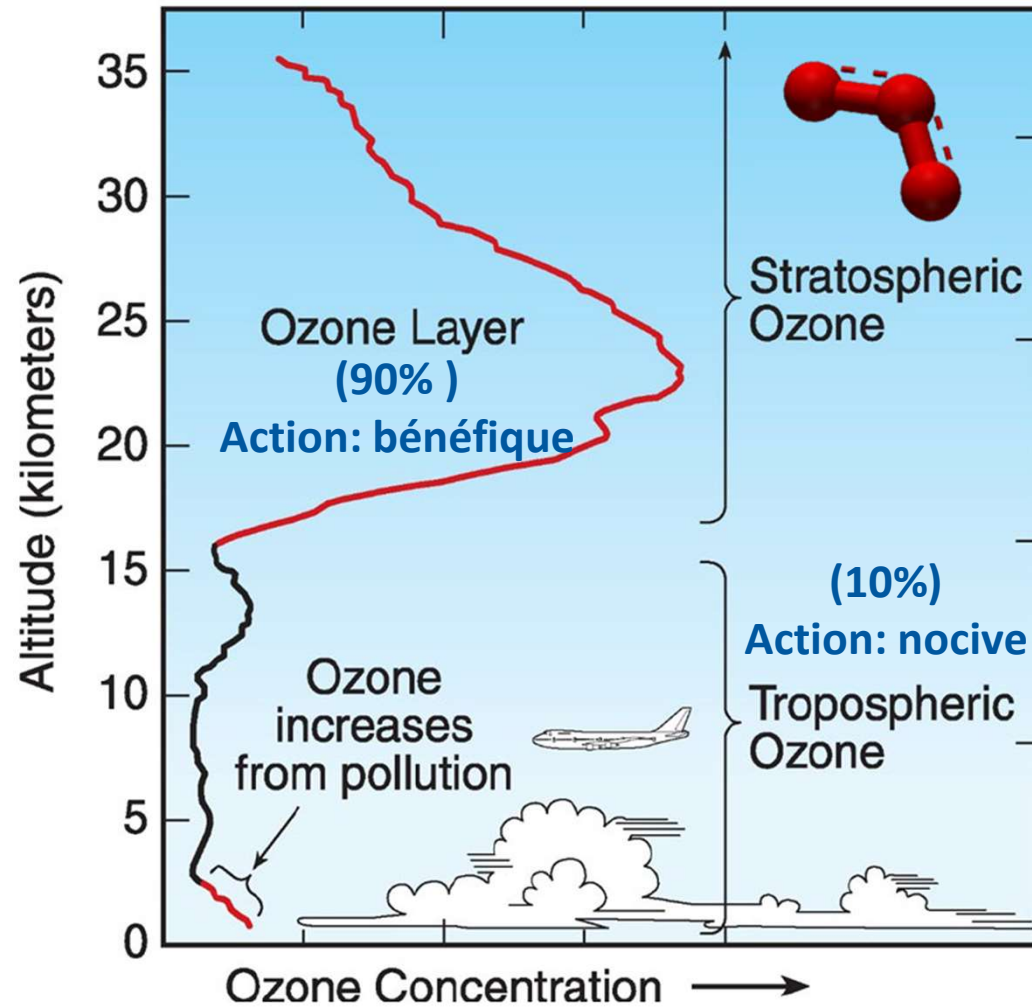 35
30
25
20
15
10
5
0
Altitude (kilometers)
Ozone Layer
(90% )
Action: bénéfique
Stratospheric
Ozone
(10%)
Action: nocive
Tropospheric
Ozone
Ozone
increases
from pollution
Ozone Concentration